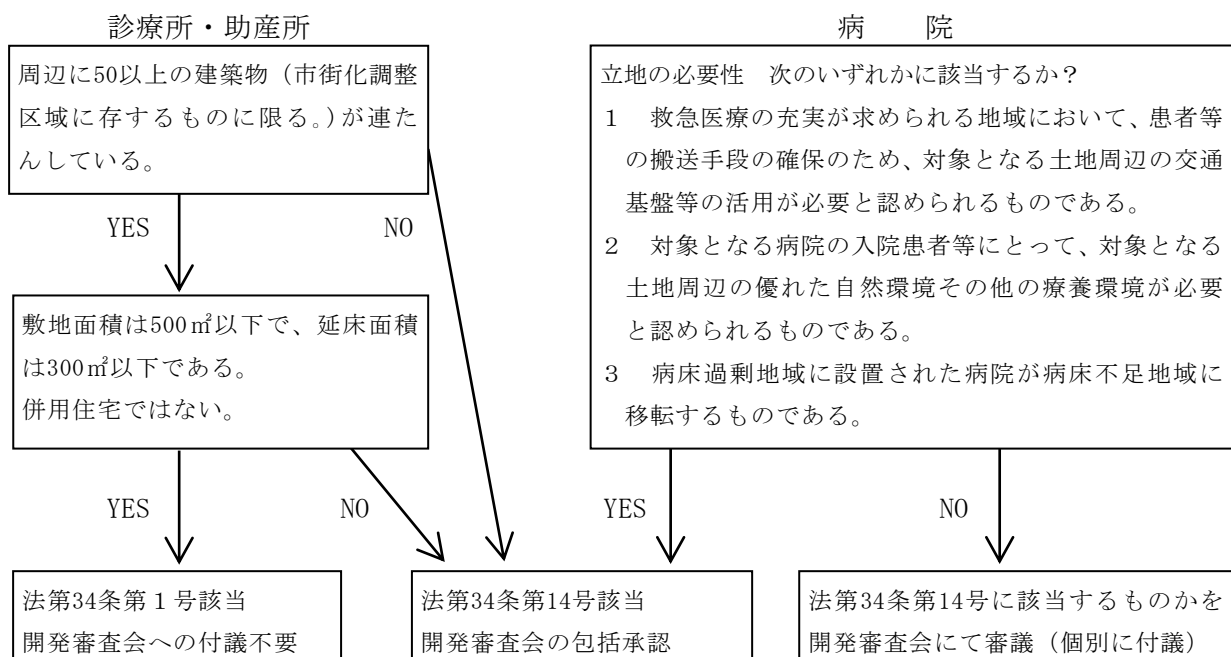 診療所・助産所
周辺に50以上の建築物（市街化調整
区域に存するものに限る。）が連た
んしている。
YES
NO
敷地面積は500㎡以下で、延床面積
は300㎡以下である。
併用住宅ではない。
YES
NO
法第34条第１号該当
開発審査会への付議不要
病　　院
立地の必要性　次のいずれかに該当するか？
１　救急医療の充実が求められる地域において、患者等
の搬送手段の確保のため、対象となる土地周辺の交通
基盤等の活用が必要と認められるものである。
２　対象となる病院の入院患者等にとって、対象となる
土地周辺の優れた自然環境その他の療養環境が必要
と認められるものである。
３　病床過剰地域に設置された病院が病床不足地域に
移転するものである。
YES
NO
法第34条第14号該当
開発審査会の包括承認
法第34条第14号に該当するものかを
開発審査会にて審議（個別に付議）